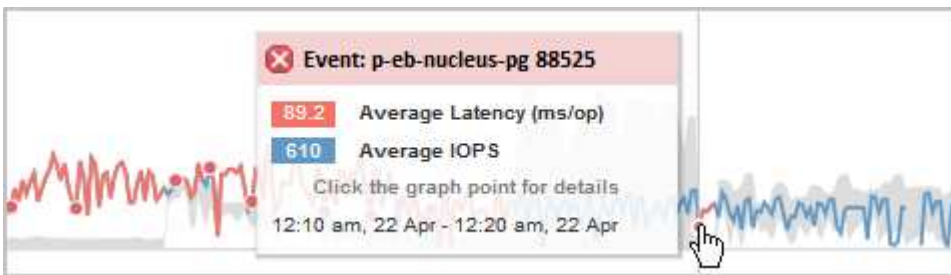 Event: p-eb-nucleus-pg 88525
89.2 Average Latency (ms/op)
610 Average IOPS
Click the graph point for details
12:10 am, 22 Apr - 12:20 am, 22 Apr